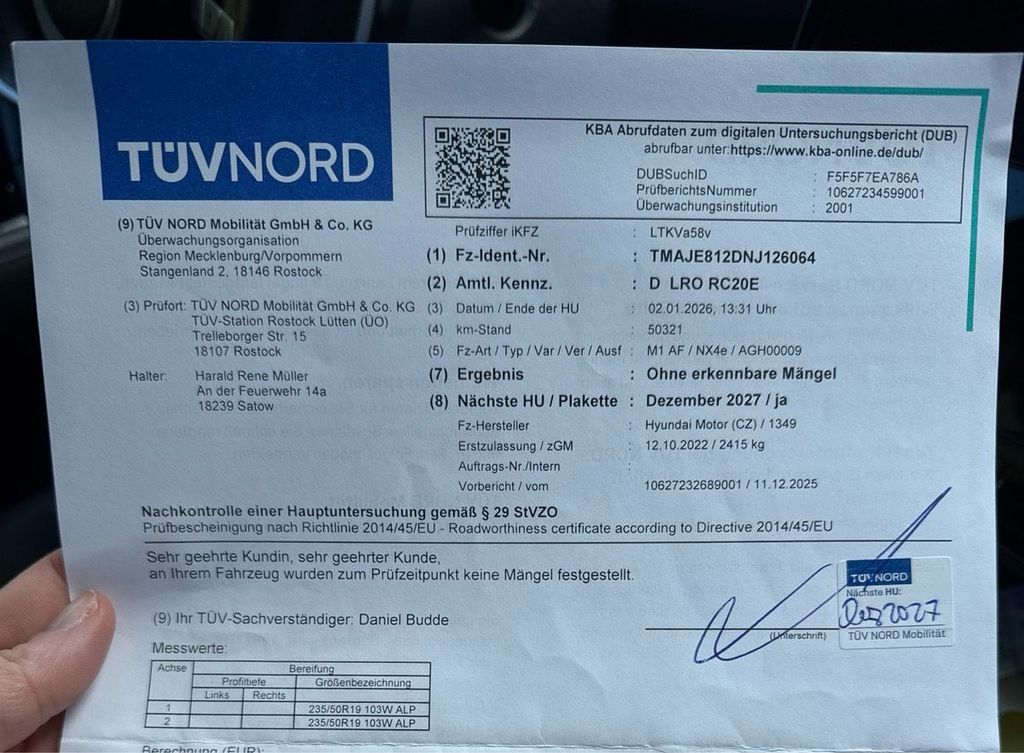 TÜVNORD
KBA Abrufdaten zum digitalen Untersuchungsbericht (DUB)
abrufbar unter:https://www.kba-online.de/dub/
DUBSuchID : F5F5F7EA786A
PrüfberichtsNummer : 10627234599001
Überwachungsinstitution : 2001
(9) TÜV NORD Mobilität GmbH & Co. KG
Überwachungsorganisation
Region Mecklenburg/Vorpommern
Stangenland 2, 18146 Rostock
(3) Prüfort: TÜV NORD Mobilität GmbH & Co. KG
TÜV-Station Rostock Lütten (ÜO)
Trelleborger Str. 15
18107 Rostock
Halter: Harald Rene Müller
An der Feuerwehr 14a
18239 Satow
Prüfziffer iKFZ : LTKVa58v
(1) Fz-Ident.-Nr. : TMAJE812DNJ126064
(2) Amtl. Kennz. : D LRO RC20E
(3) Datum / Ende der HU : 02.01.2026, 13:31 Uhr
(4) km-Stand : 50321
(5) Fz-Art / Typ / Var / Ver / Ausf : M1 AF / NX4e / AGH00009
(7) Ergebnis : Ohne erkennbare Mängel
(8) Nächste HU / Plakette : Dezember 2027 / ja
Fz-Hersteller : Hyundai Motor (CZ) / 1349
Erstzulassung / zGM : 12.10.2022 / 2415 kg
Auftrags-Nr./Intern :
Vorbericht / vom : 10627232689001 / 11.12.2025
Nachkontrolle einer Hauptuntersuchung gemäß § 29 StVZO
Prüfbescheinigung nach Richtlinie 2014/45/EU - Roadworthiness certificate according to Directive 2014/45/EU
Sehr geehrte Kundin, sehr geehrter Kunde,
an Ihrem Fahrzeug wurden zum Prüfzeitpunkt keine Mängel festgestellt.
(9) Ihr TÜV-Sachverständiger: Daniel Budde
(Unterschrift)
TÜVNORD
Nächste HU:
Dez 2027
TÜV NORD Mobilität
Messwerte:
Achse Bereifung
Profiltiefe Größenbezeichnung
Links Rechts
1 235/50R19 103W ALP
2 235/50R19 103W ALP
Berechnung (EUR):